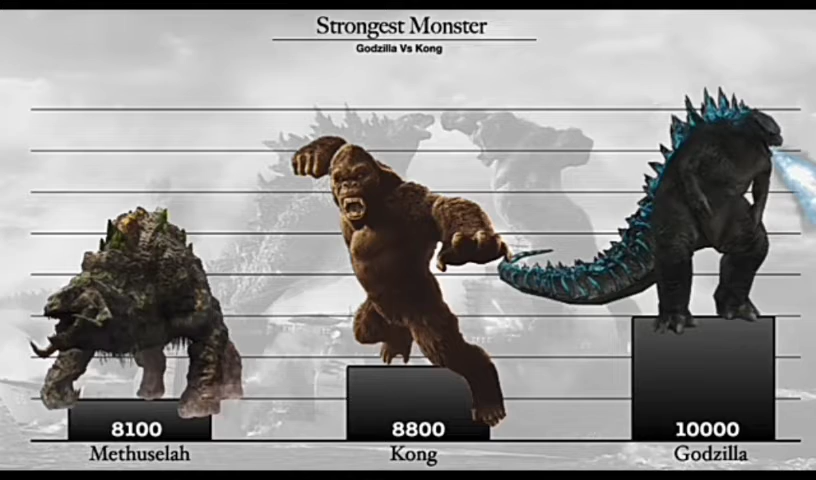 Strongest Monster
Godzilla Vs Kong
8100
8800
10000
Methuselah
Kong
Godzilla